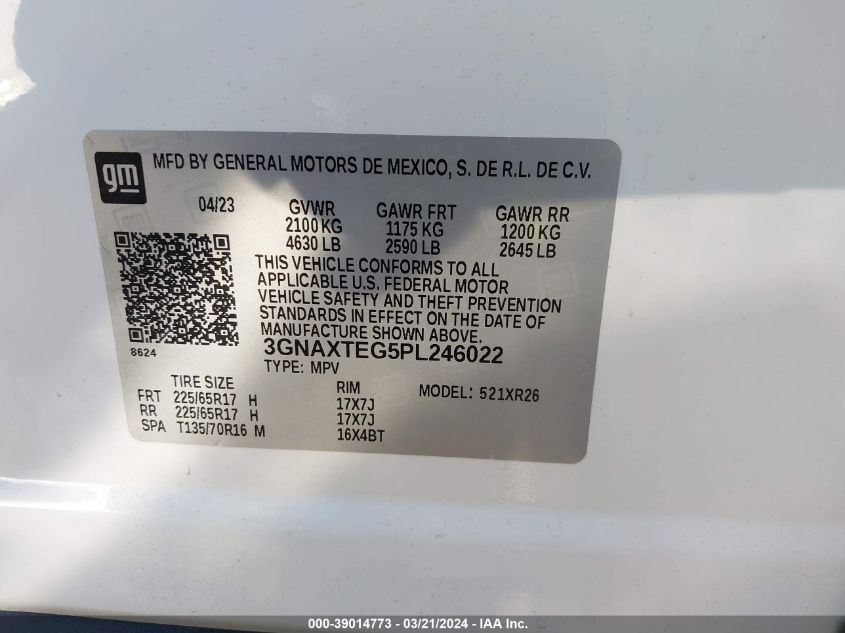 gm
MFD BY GENERAL MOTORS DE MEXICO, S. DE R.L. DE C.V.
04/23 GVWR GAWR FRT GAWR RR
2100 KG 1175 KG 1200 KG
4630 LB 2590 LB 2645 LB
THIS VEHICLE CONFORMS TO ALL
APPLICABLE U.S. FEDERAL MOTOR
VEHICLE SAFETY AND THEFT PREVENTION
STANDARDS IN EFFECT ON THE DATE OF
MANUFACTURE SHOWN ABOVE.
8624
3GNAXTEG5PL246022
TYPE: MPV
TIRE SIZE RIM MODEL: 521XR26
FRT 225/65R17 H 17X7J
RR 225/65R17 H 17X7J
SPA T135/70R16 M 16X4BT
000-39014773 - 03/21/2024 - IAA Inc.